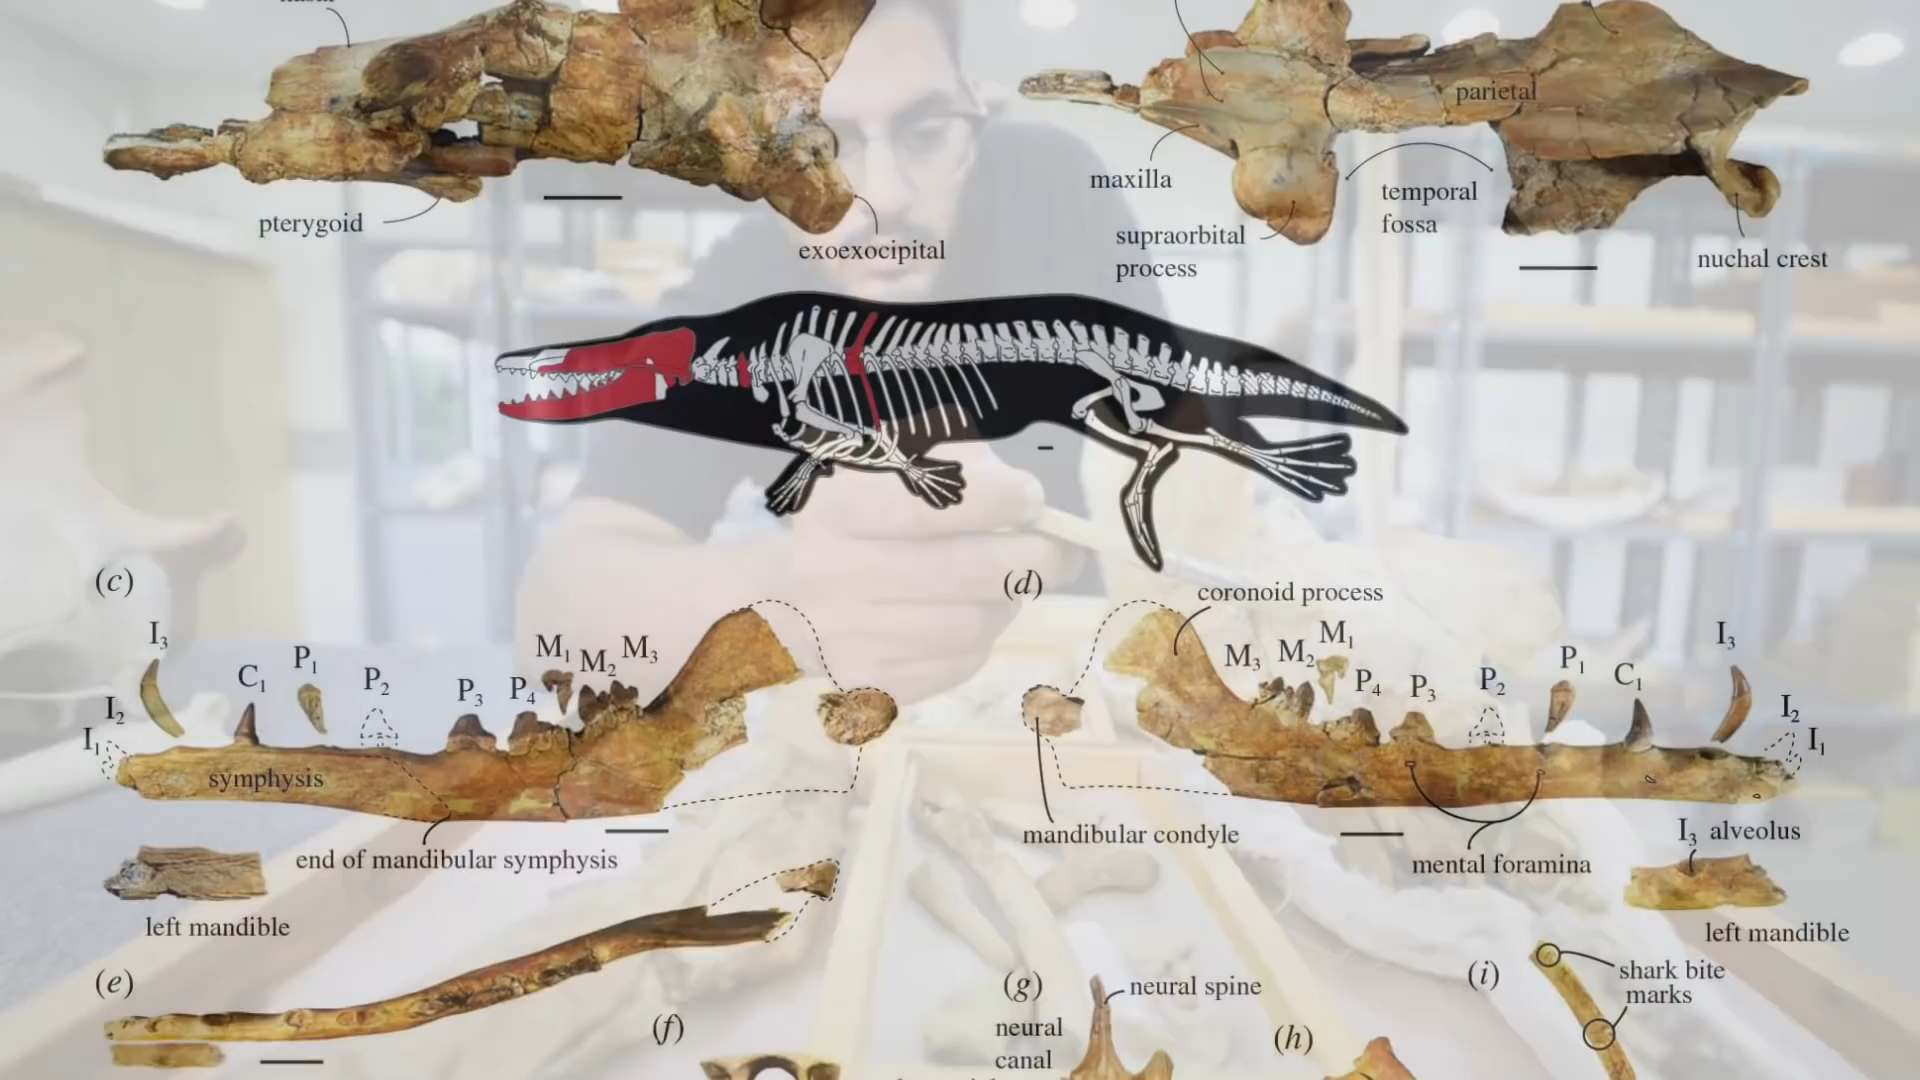 parietal
maxilla
temporal
fossa
supraorbital
process
pterygoid
exoexocipital
nuchal crest
(c)
(d)
coronoid process
I3
C1
P1
P2
P3
P4
M1
M2
M3
I2
I1
M3
M2
M1
P4
P3
P2
P1
C1
I3
I2
I1
symphysis
end of mandibular symphysis
mandibular condyle
mental foramina
I3 alveolus
left mandible
left mandible
(e)
(f)
(g)
neural spine
neural
canal
(h)
(i)
shark bite
marks